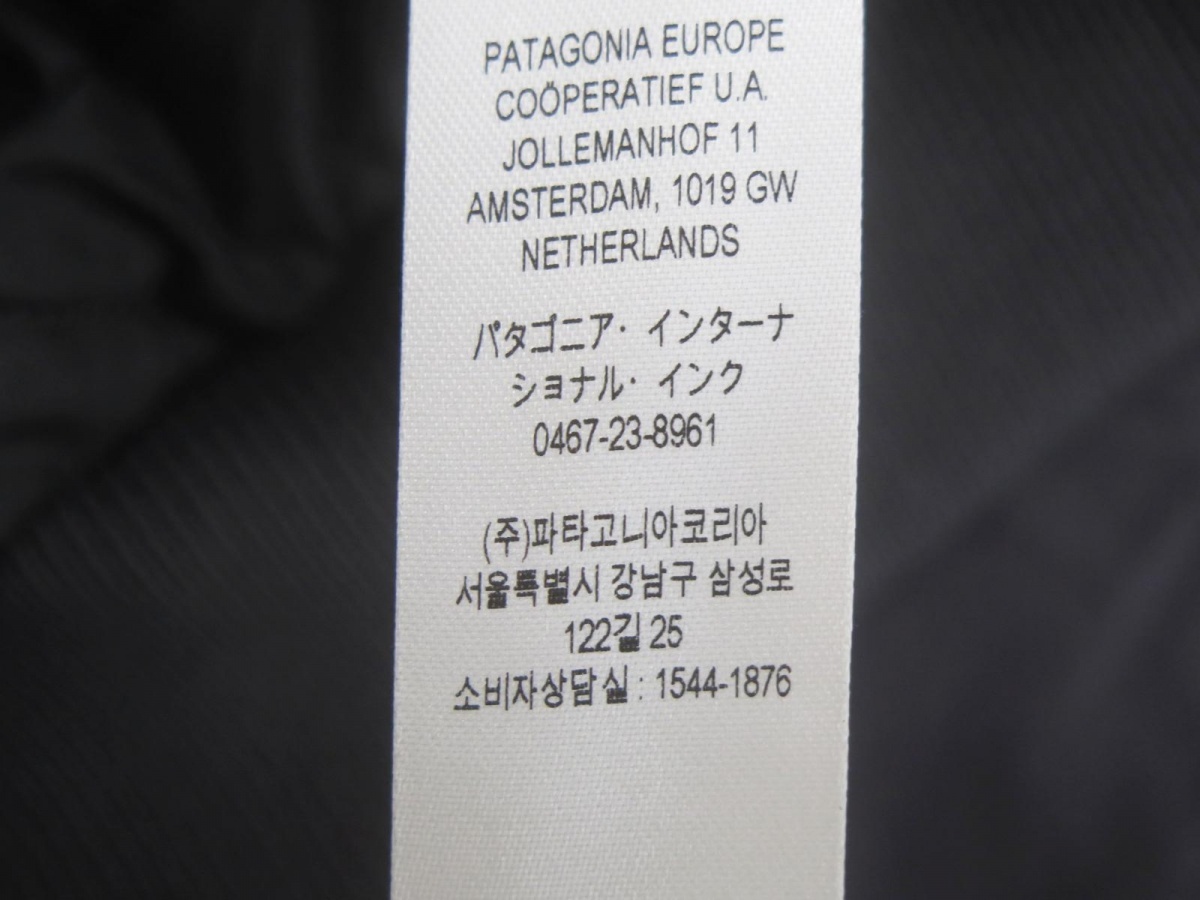 PATAGONIA EUROPE
COÖPERATIEF U.A.
JOLLEMANHOF 11
AMSTERDAM, 1019 GW
NETHERLANDS
パタゴニア・インターナ
ショナル・インク
0467-23-8961
(주)파타고니아코리아
서울특별시 강남구 삼성로
122길 25
소비자상담실 : 1544-1876